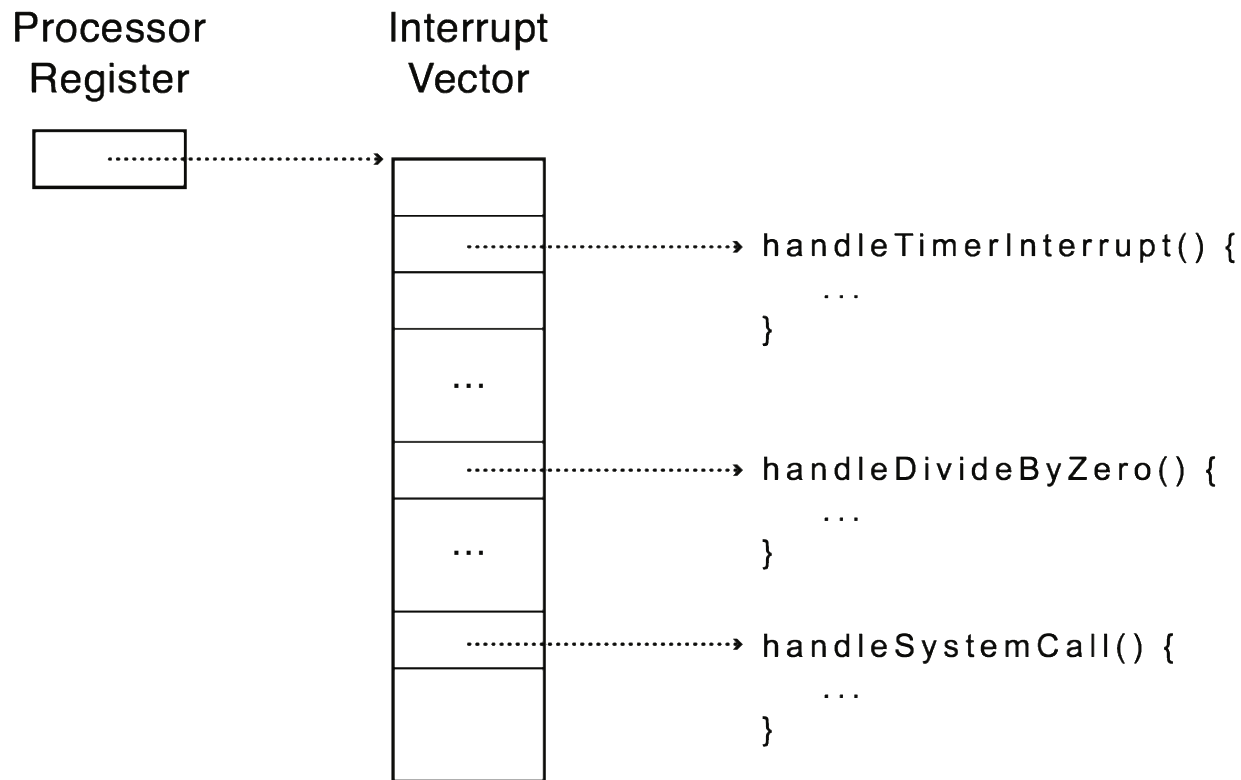 Processor
Register
Interrupt
Vector
handleTimerInterrupt() {
...
}
...
handleDivideByZero() {
...
}
...
handleSystemCall() {
...
}